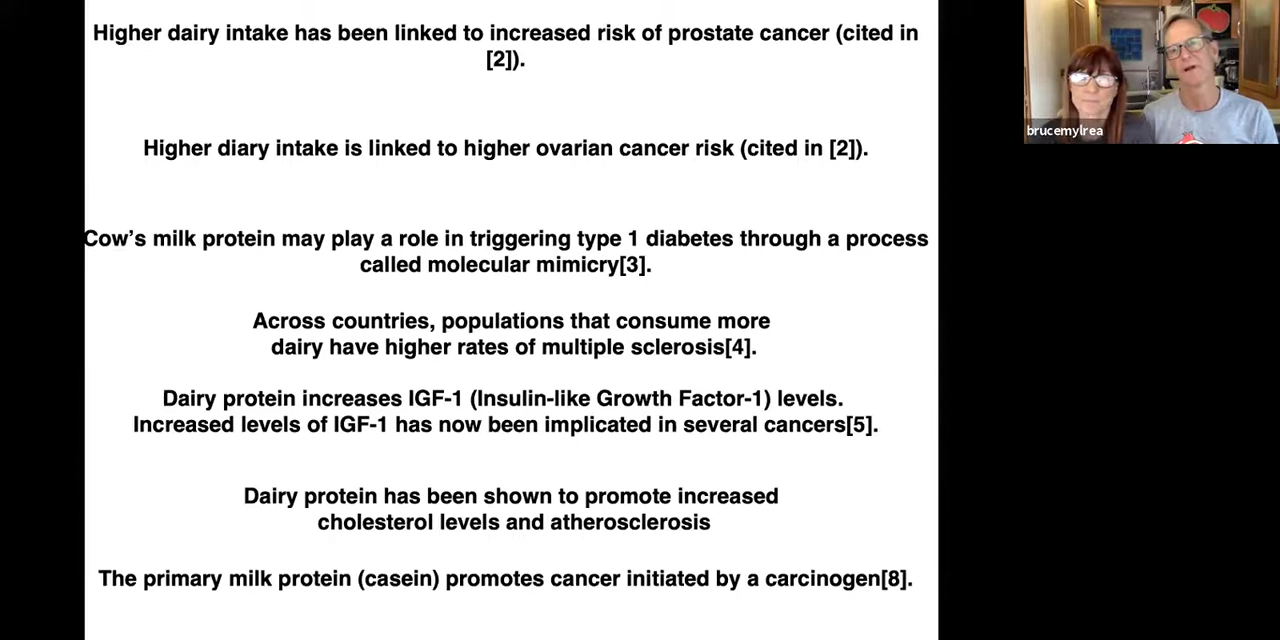 Higher dairy intake has been linked to increased risk of prostate cancer (cited in
[2]).
Higher diary intake is linked to higher ovarian cancer risk (cited in [2]).
Cow's milk protein may play a role in triggering type 1 diabetes through a process
called molecular mimicry[3].
Across countries, populations that consume more
dairy have higher rates of multiple sclerosis[4].
Dairy protein increases IGF-1 (Insulin-like Growth Factor-1) levels.
Increased levels of IGF-1 has now been implicated in several cancers[5].
Dairy protein has been shown to promote increased
cholesterol levels and atherosclerosis
The primary milk protein (casein) promotes cancer initiated by a carcinogen[8].
brucemylrea